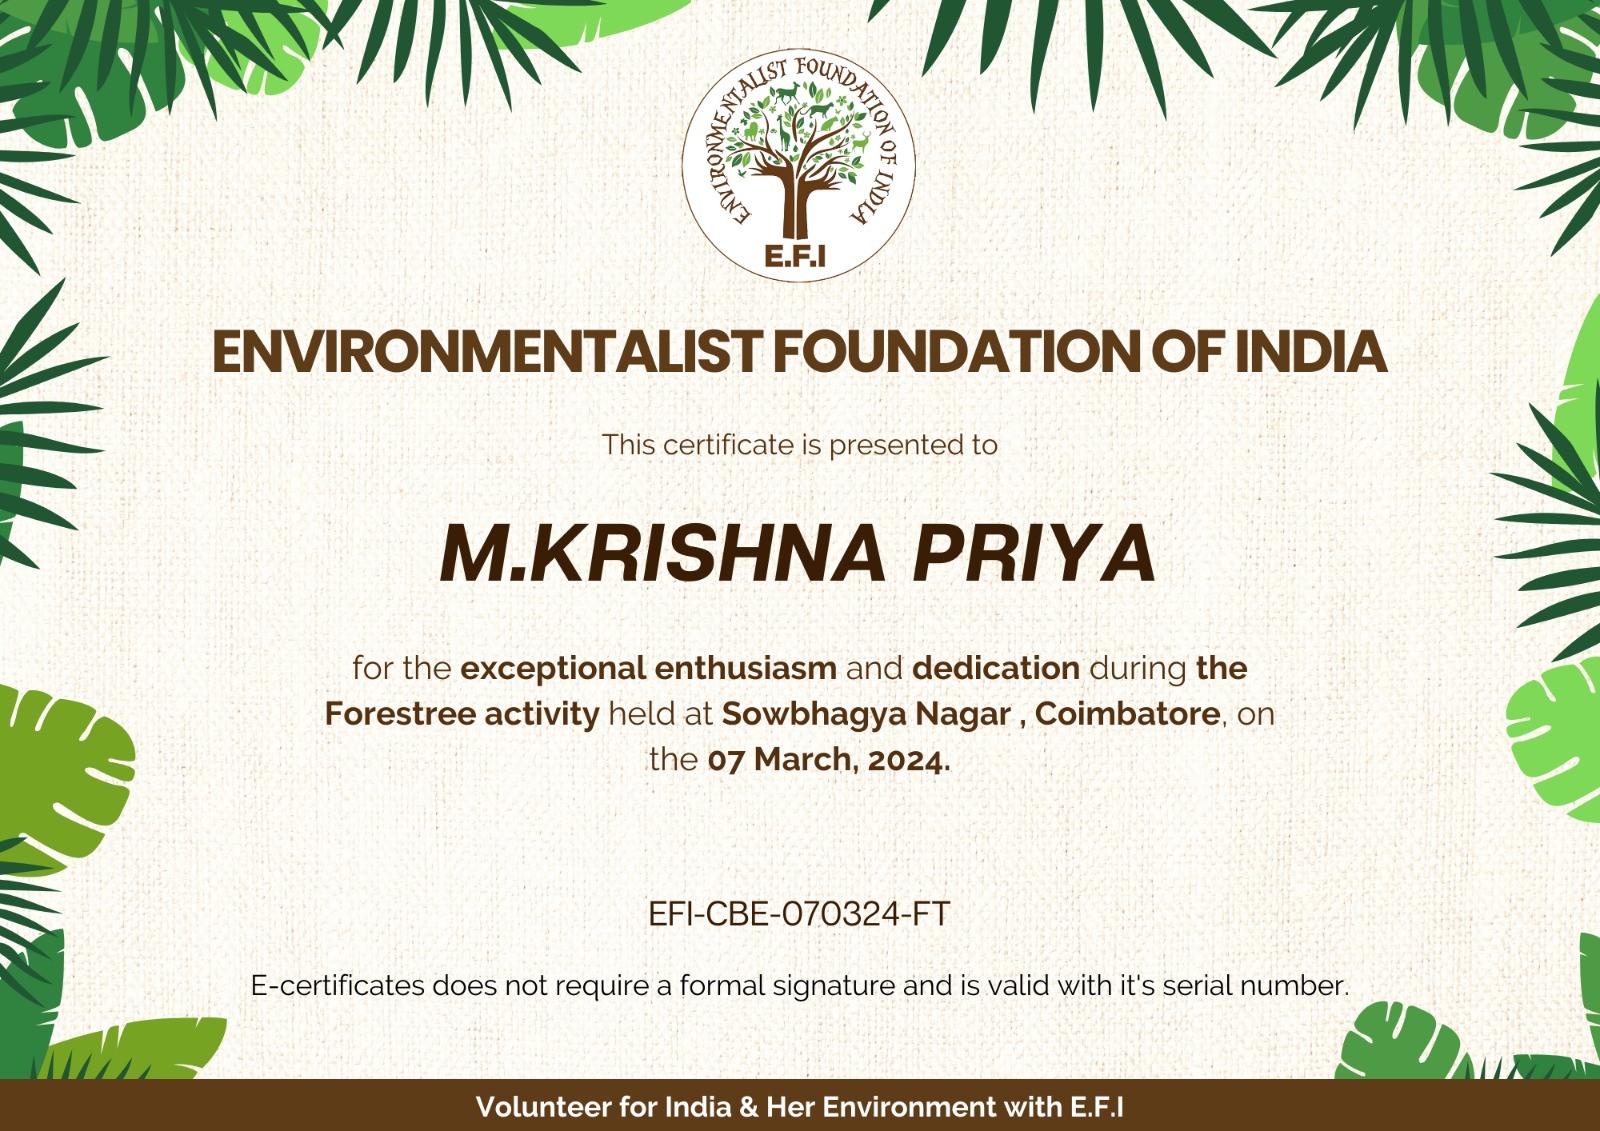 ENVIRONMENTALIST FOUNDATION OF INDIA
E.F.I
ENVIRONMENTALIST FOUNDATION OF INDIA
This certificate is presented to
M.KRISHNA PRIYA
for the exceptional enthusiasm and dedication during the
Forestree activity held at Sowbhagya Nagar , Coimbatore, on
the 07 March, 2024.
EFI-CBE-070324-FT
E-certificates does not require a formal signature and is valid with it's serial number.
Volunteer for India & Her Environment with E.F.I